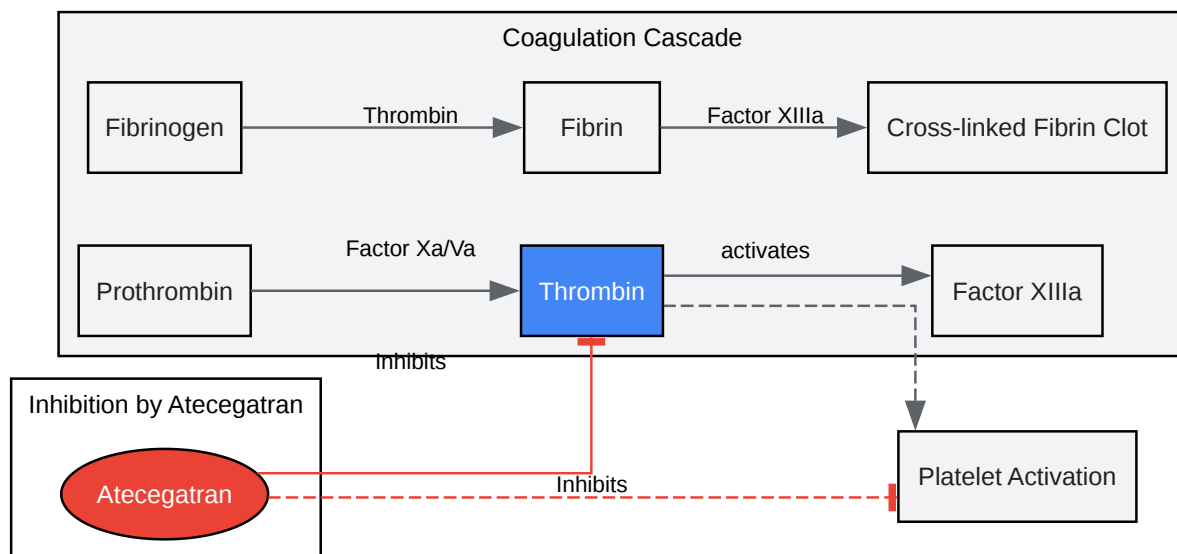 Coagulation Cascade
Fibrinogen
Thrombin
Fibrin
Factor XIIIa
Cross-linked Fibrin Clot
Prothrombin
Factor Xa/Va
Thrombin
activates
Factor XIIIa
Inhibits
Inhibition by Atecegatran
Atecegatran
Inhibits
Platelet Activation